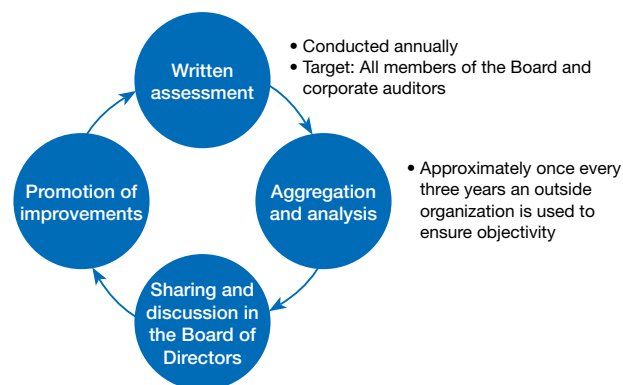 Written
assessment
• Conducted annually
• Target: All members of the Board and
corporate auditors
Aggregation
and analysis
• Approximately once every
three years an outside
organization is used to
ensure objectivity
Sharing and
discussion in
the Board of
Directors
Promotion of
improvements